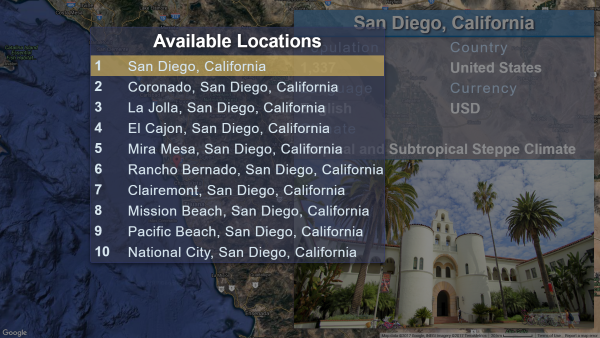 San Diego, California
Available Locations
1 San Diego, California
2 Coronado, San Diego, California
3 La Jolla, San Diego, California
4 El Cajon, San Diego, California
5 Mira Mesa, San Diego, California
6 Rancho Bernado, San Diego, California
7 Clairemont, San Diego, California
8 Mission Beach, San Diego, California
9 Pacific Beach, San Diego, California
10 National City, San Diego, California
Country
United States
Currency
USD
and Subtropical Steppe Climate
Google